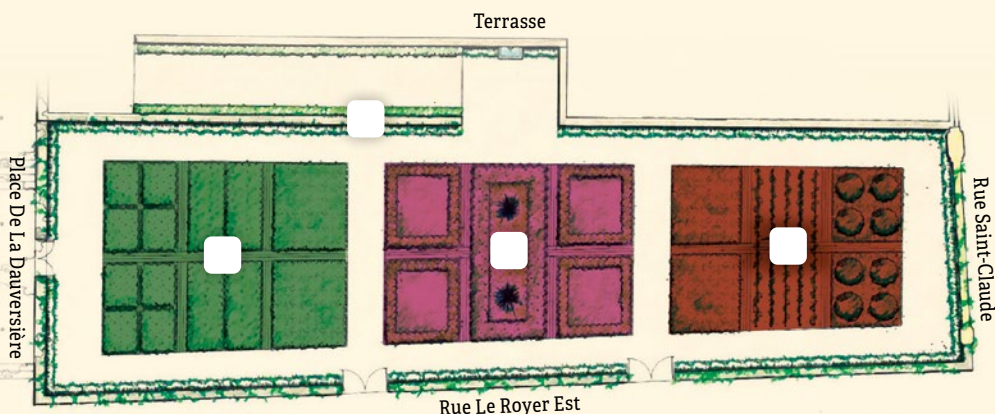 Terrasse
Place De La Dauversière
Rue Saint-Claude
Rue Le Royer Est